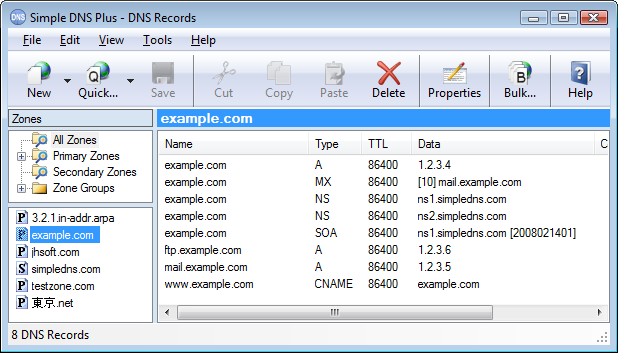 DNS Simple DNS Plus - DNS Records
File Edit View Tools Help
New Quick... Save Cut Copy Paste Delete Properties Bulk... Help
Zones
All Zones
Primary Zones
Secondary Zones
Zone Groups
P 3.2.1.in-addr.arpa
P example.com
P jhsoft.com
S simpledns.com
P testzone.com
P 東京.net
example.com
Name Type TTL Data C
example.com A 86400 1.2.3.4
example.com MX 86400 [10] mail.example.com
example.com NS 86400 ns1.simpledns.com
example.com NS 86400 ns2.simpledns.com
example.com SOA 86400 ns1.simpledns.com [2008021401]
ftp.example.com A 86400 1.2.3.6
mail.example.com A 86400 1.2.3.5
www.example.com CNAME 86400 example.com
8 DNS Records